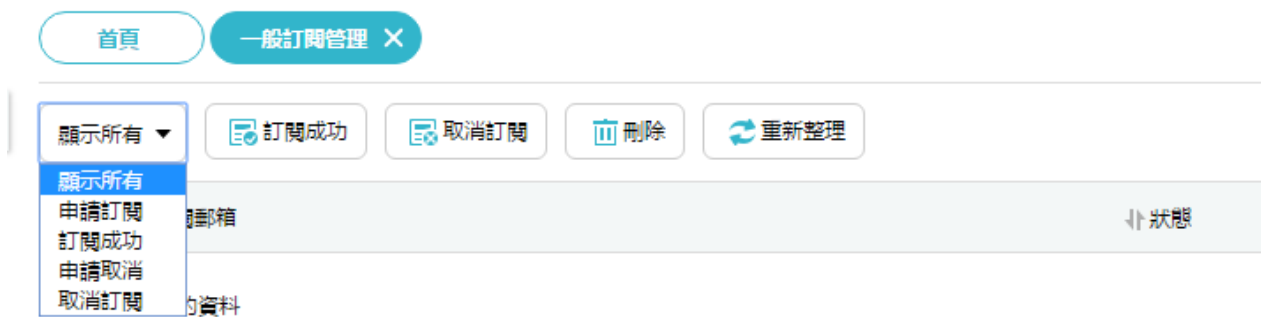 首頁
一般訂閱管理
顯示所有
訂閱成功
取消訂閱
刪除
重新整理
顯示所有
申請訂閱
訂閱成功
申請取消
取消訂閱
郵箱
狀態
的資料